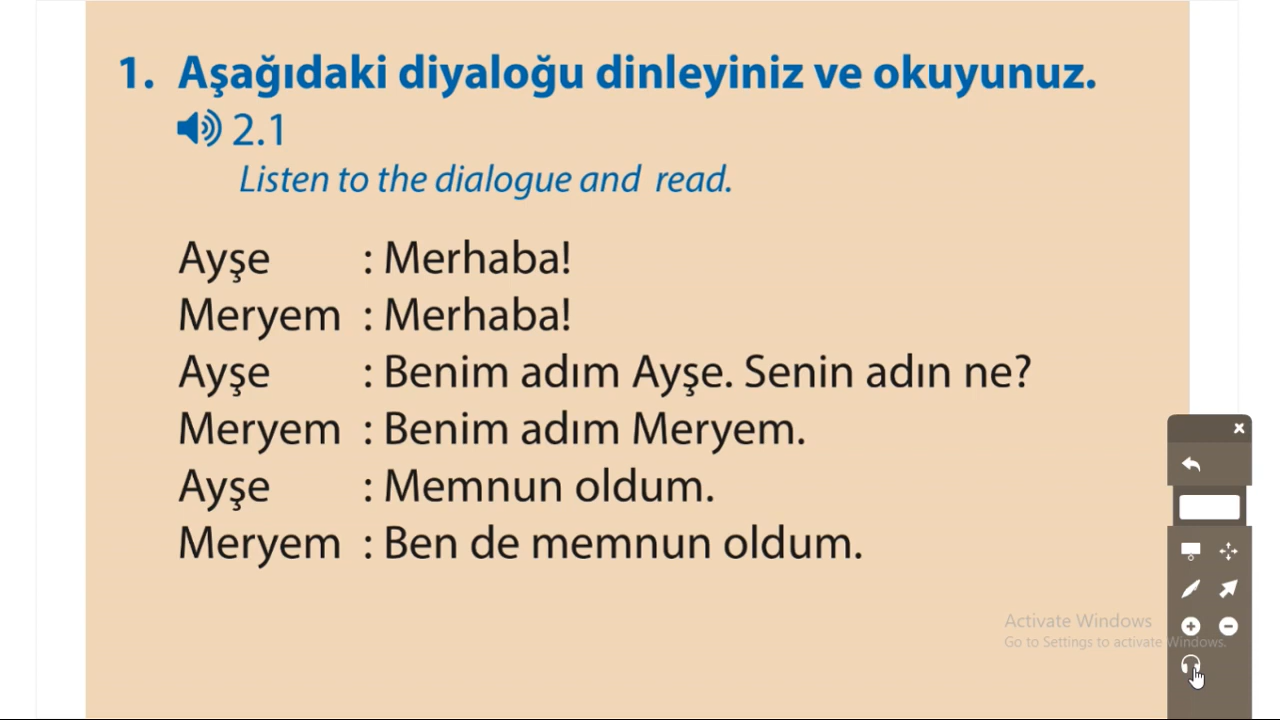 1. Aşağıdaki diyaloğu dinleyiniz ve okuyunuz.
2.1
Listen to the dialogue and read.
Ayşe : Merhaba!
Meryem : Merhaba!
Ayşe : Benim adım Ayşe. Senin adın ne?
Meryem : Benim adım Meryem.
Ayşe : Memnun oldum.
Meryem : Ben de memnun oldum.
Activate Windows
Go to Settings to activate Windows.